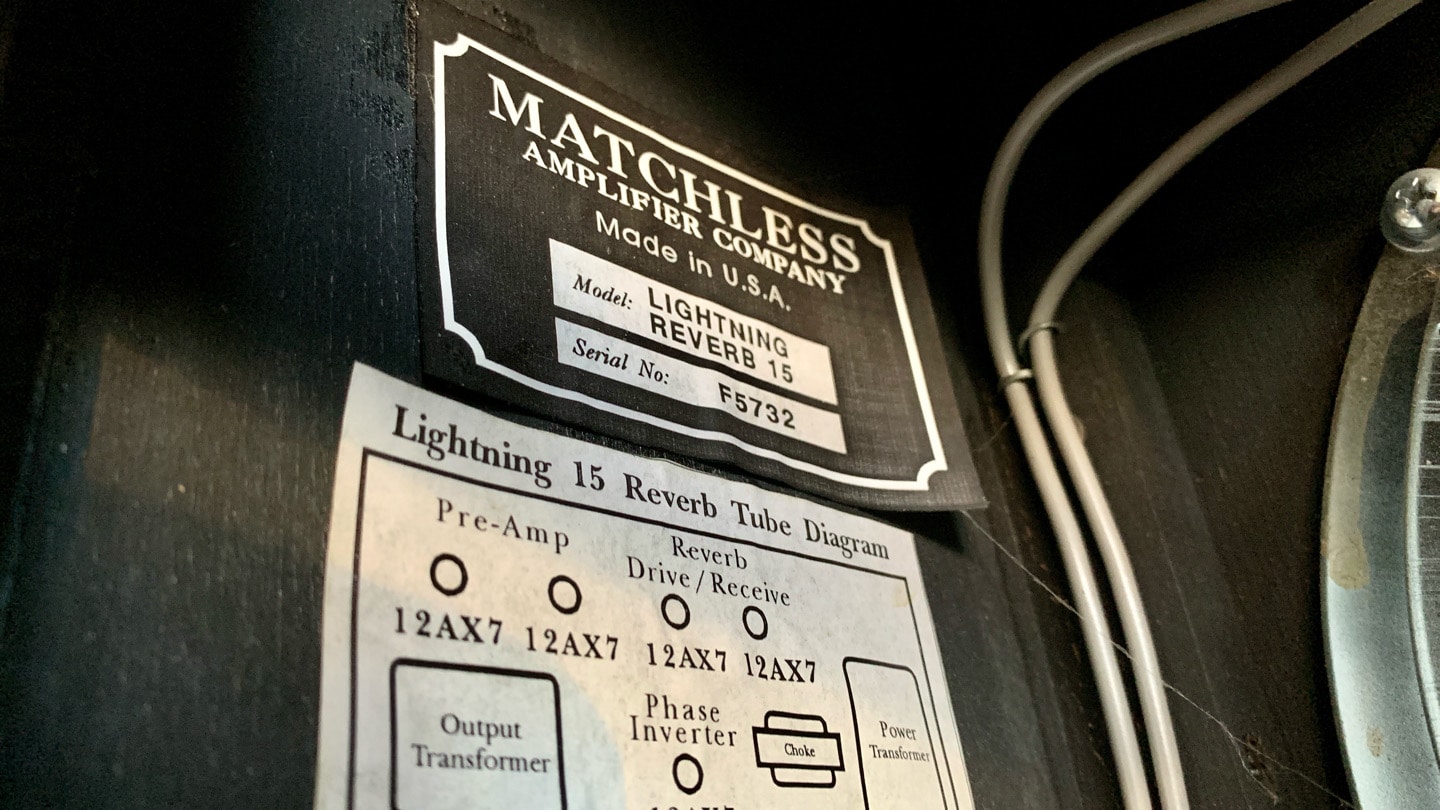 MATCHLESS
AMPLIFIER COMPANY
Made in U.S.A.
Model: LIGHTNING
REVERB 15
Serial No: F5732
Lightning 15 Reverb Tube Diagram
Pre-Amp
Reverb
Drive/Receive
12AX7 12AX7 12AX7 12AX7
Output
Transformer
Phase
Inverter
Choke
Power
Transformer